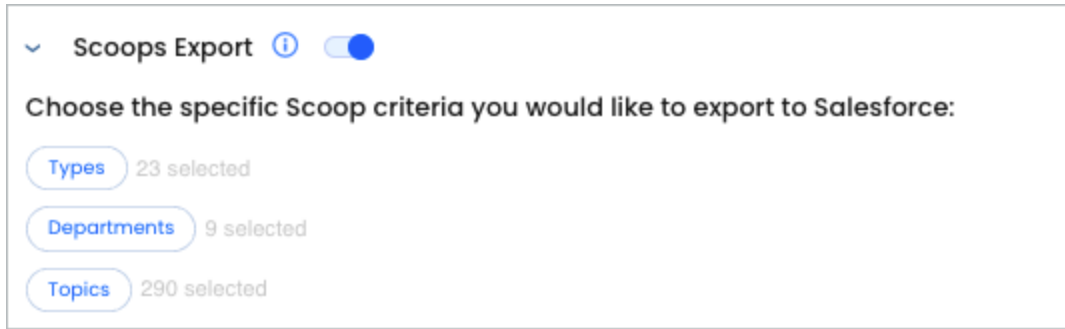 Scoops Export
Choose the specific Scoop criteria you would like to export to Salesforce:
Types 23 selected
Departments 9 selected
Topics 290 selected